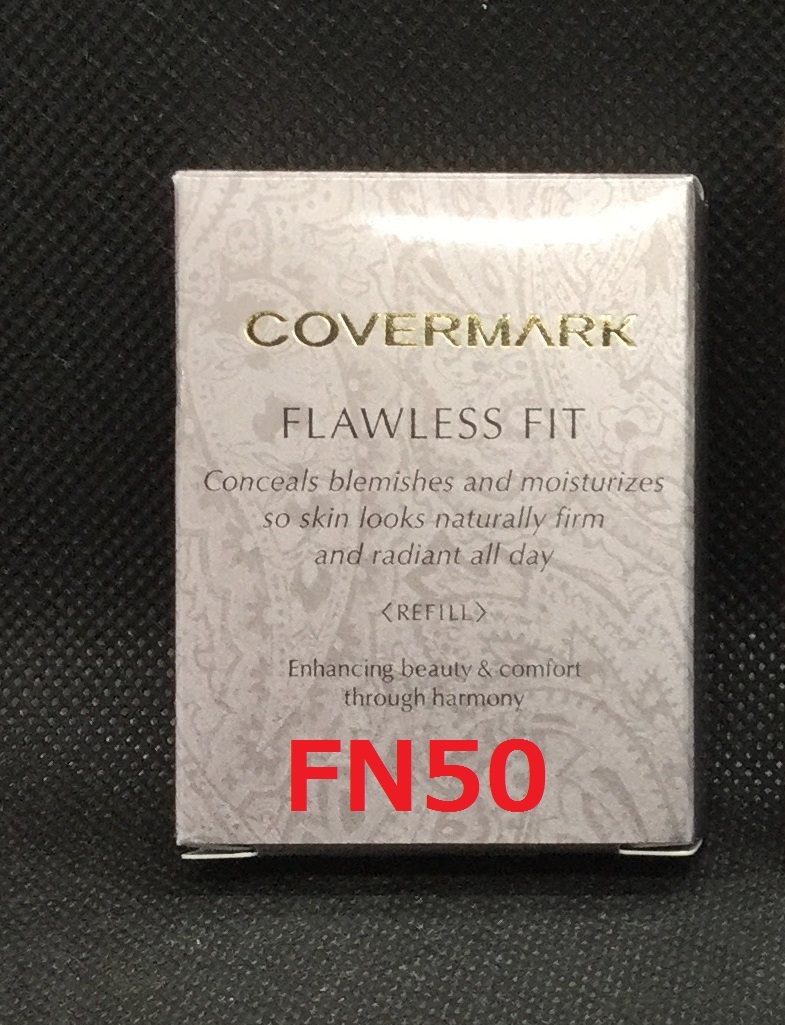 COVERMARK
FLAWLESS FIT
Conceals blemishes and moisturizes
so skin looks naturally firm
and radiant all day
〈REFILL〉
Enhancing beauty & comfort
through harmony
FN50